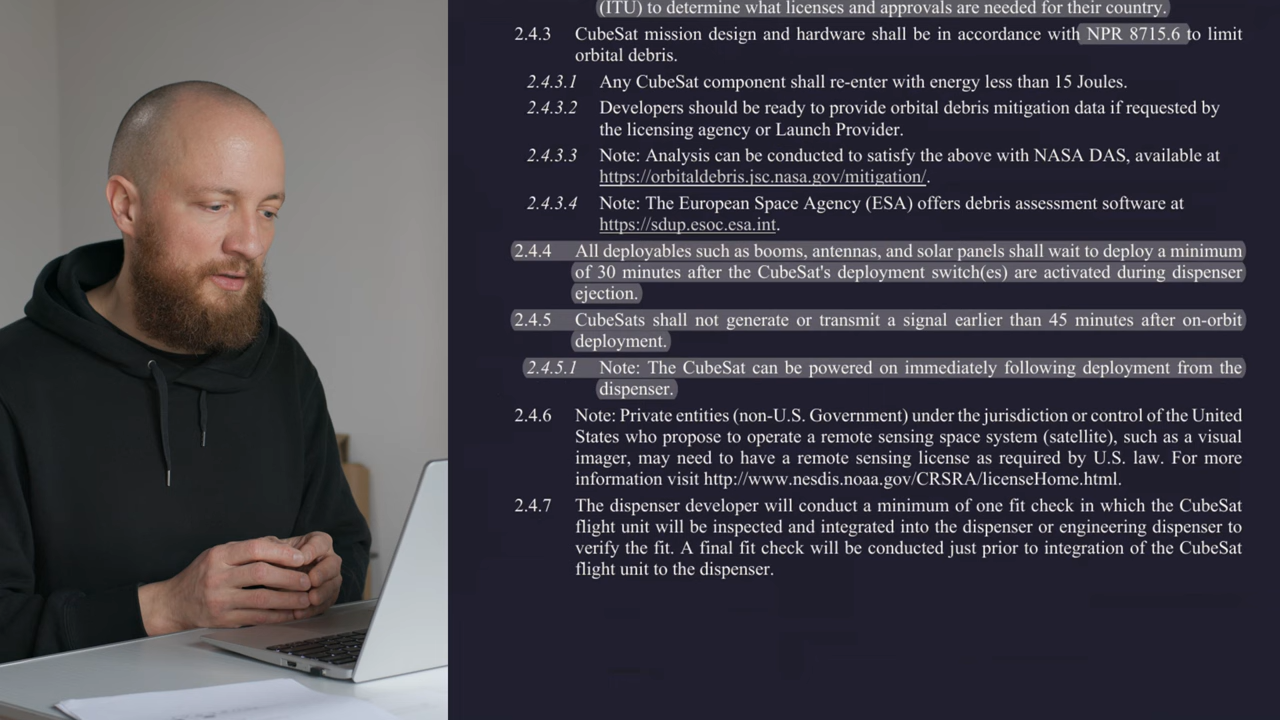 (ITU) to determine what licenses and approvals are needed for their country.
2.4.3 CubeSat mission design and hardware shall be in accordance with NPR 8715.6 to limit
orbital debris.
2.4.3.1 Any CubeSat component shall re-enter with energy less than 15 Joules.
2.4.3.2 Developers should be ready to provide orbital debris mitigation data if requested by
the licensing agency or Launch Provider.
2.4.3.3 Note: Analysis can be conducted to satisfy the above with NASA DAS, available at
https://orbitaldebris.jsc.nasa.gov/mitigation/.
2.4.3.4 Note: The European Space Agency (ESA) offers debris assessment software at
https://sdup.esoc.esa.int.
2.4.4 All deployables such as booms, antennas, and solar panels shall wait to deploy a minimum
of 30 minutes after the CubeSat's deployment switch(es) are activated during dispenser
ejection.
2.4.5 CubeSats shall not generate or transmit a signal earlier than 45 minutes after on-orbit
deployment.
2.4.5.1 Note: The CubeSat can be powered on immediately following deployment from the
dispenser.
2.4.6 Note: Private entities (non-U.S. Government) under the jurisdiction or control of the United
States who propose to operate a remote sensing space system (satellite), such as a visual
imager, may need to have a remote sensing license as required by U.S. law. For more
information visit http://www.nesdis.noaa.gov/CRSRA/licenseHome.html.
2.4.7 The dispenser developer will conduct a minimum of one fit check in which the CubeSat
flight unit will be inspected and integrated into the dispenser or engineering dispenser to
verify the fit. A final fit check will be conducted just prior to integration of the CubeSat
flight unit to the dispenser.